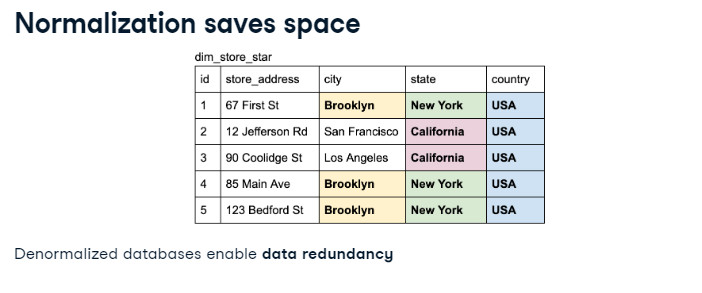 Normalization saves space
dim_store_star
id store_address city state country
1 67 First St Brooklyn New York USA
2 12 Jefferson Rd San Francisco California USA
3 90 Coolidge St Los Angeles California USA
4 85 Main Ave Brooklyn New York USA
5 123 Bedford St Brooklyn New York USA
Denormalized databases enable data redundancy